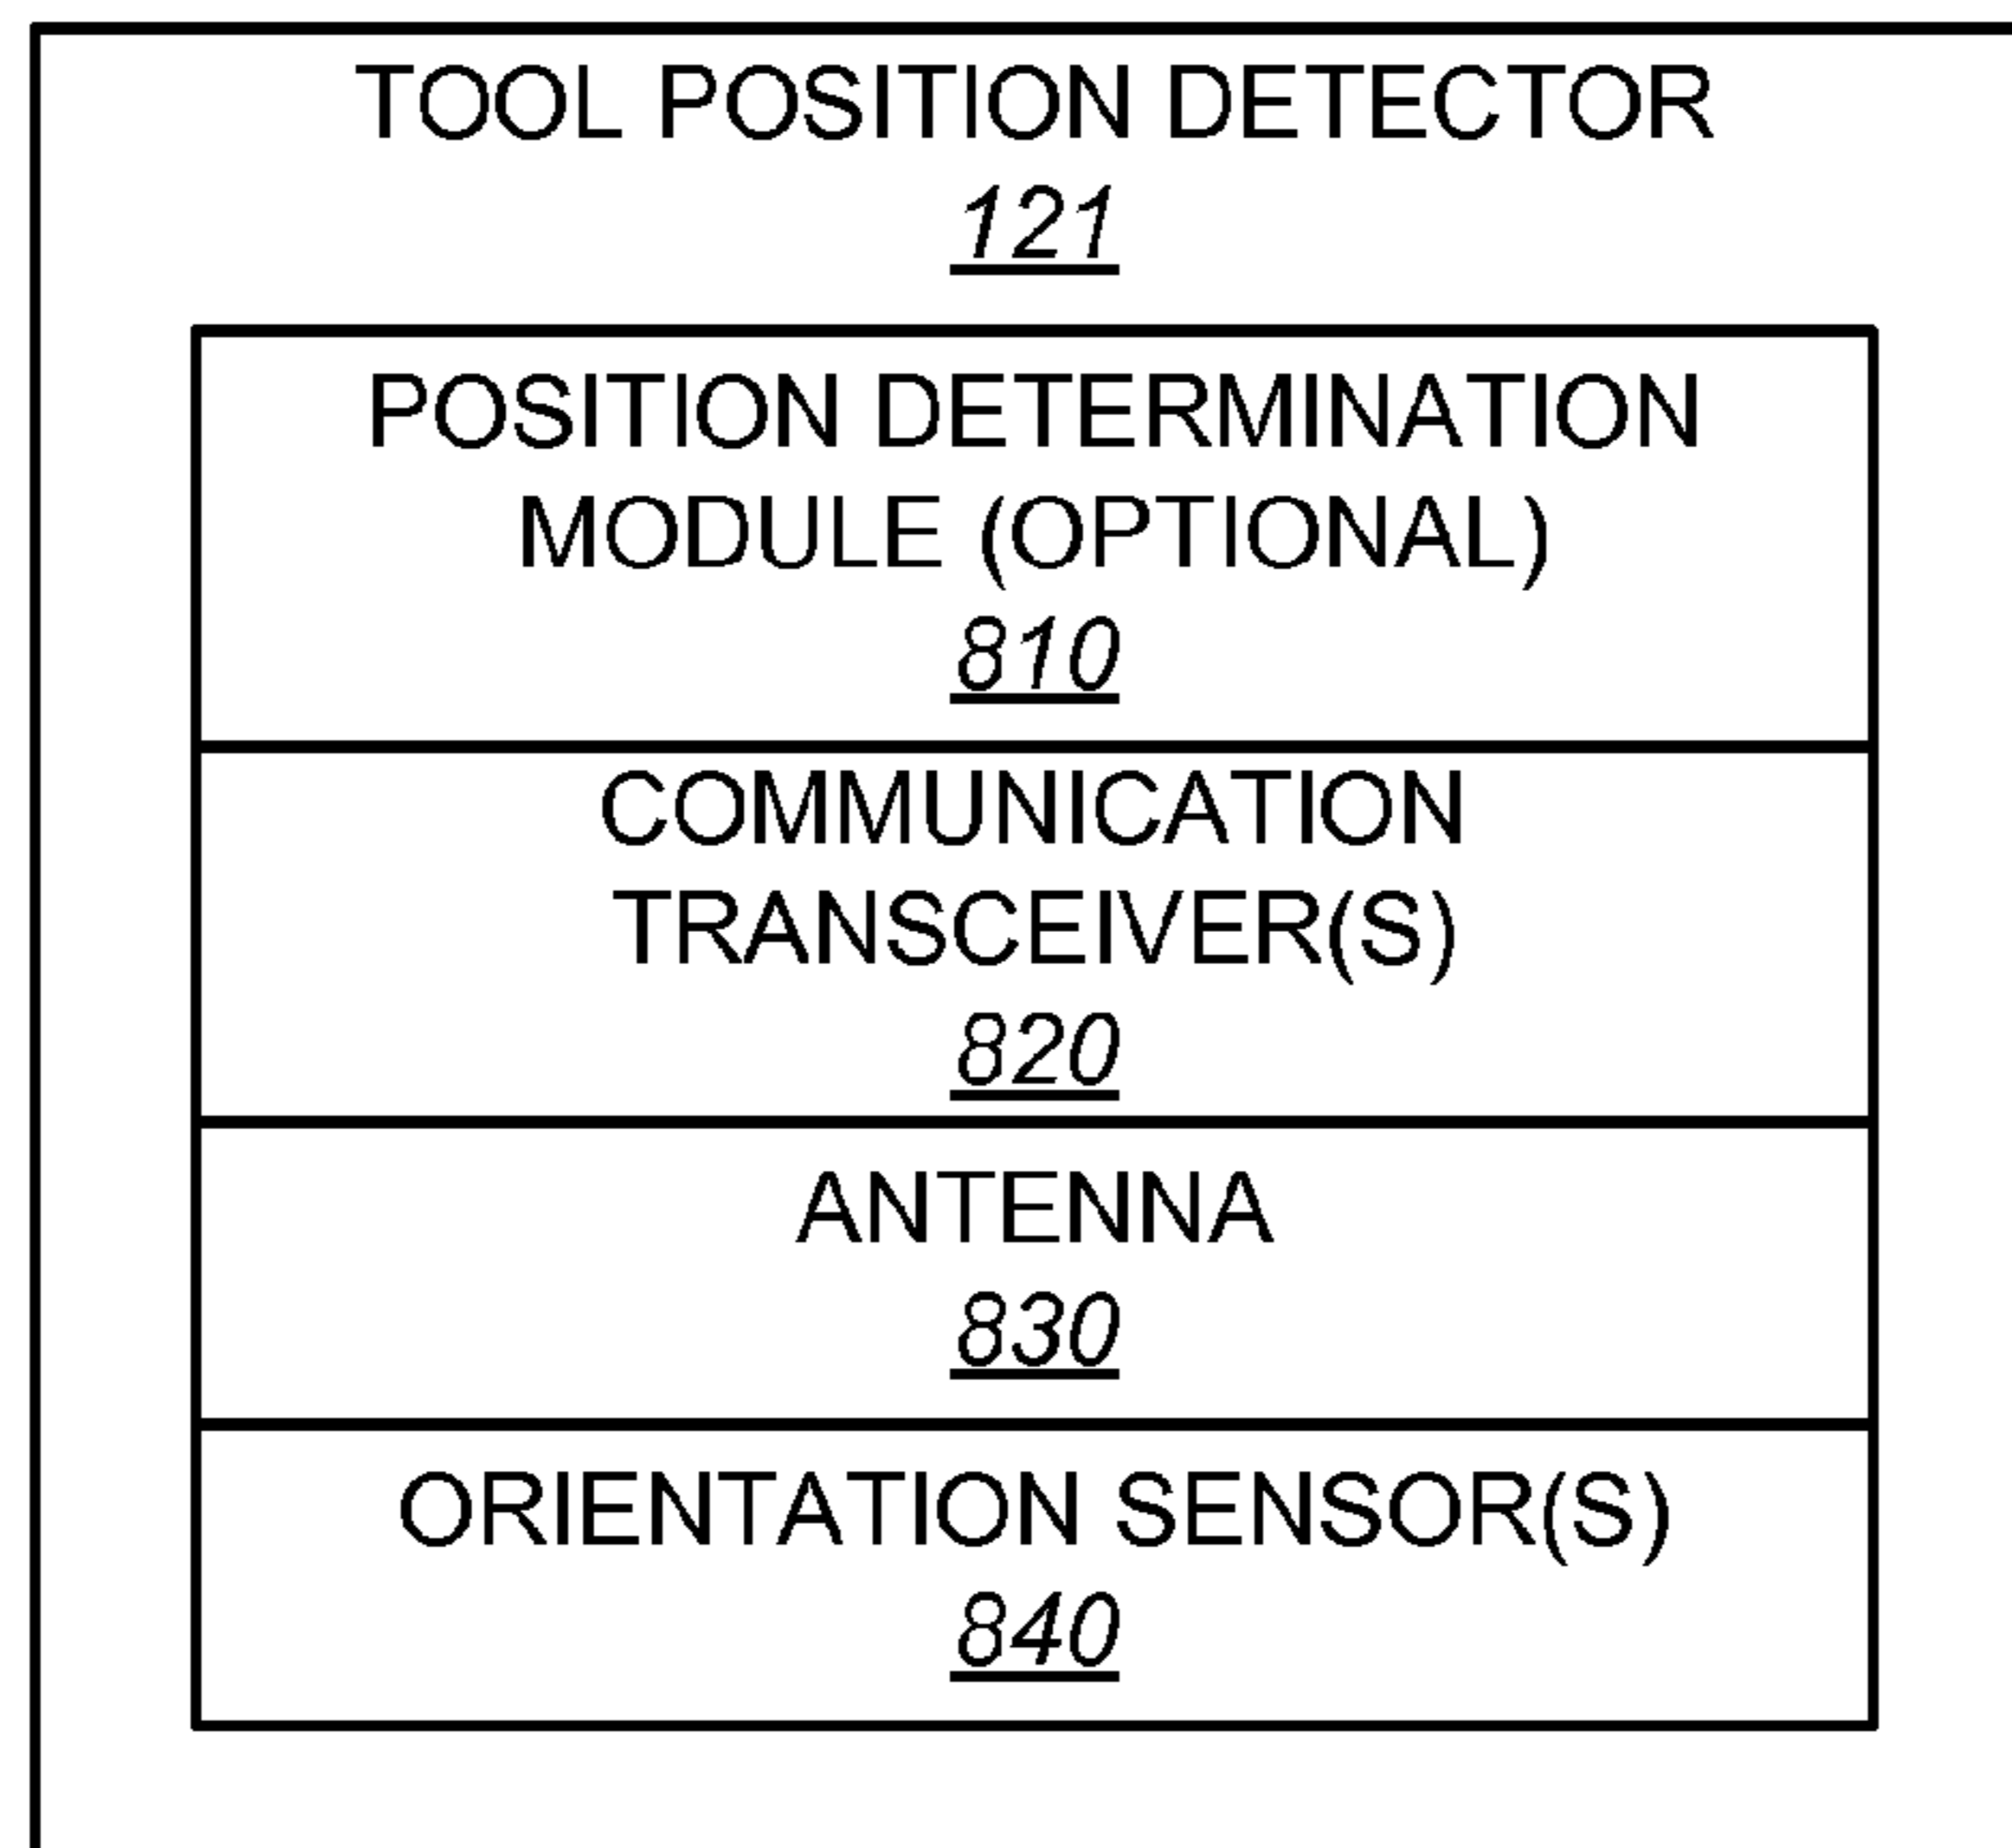 TOOL POSITION DETECTOR
121
POSITION DETERMINATION
MODULE (OPTIONAL)
810
COMMUNICATION
TRANSCEIVER(S)
820
ANTENNA
830
ORIENTATION SENSOR(S)
840